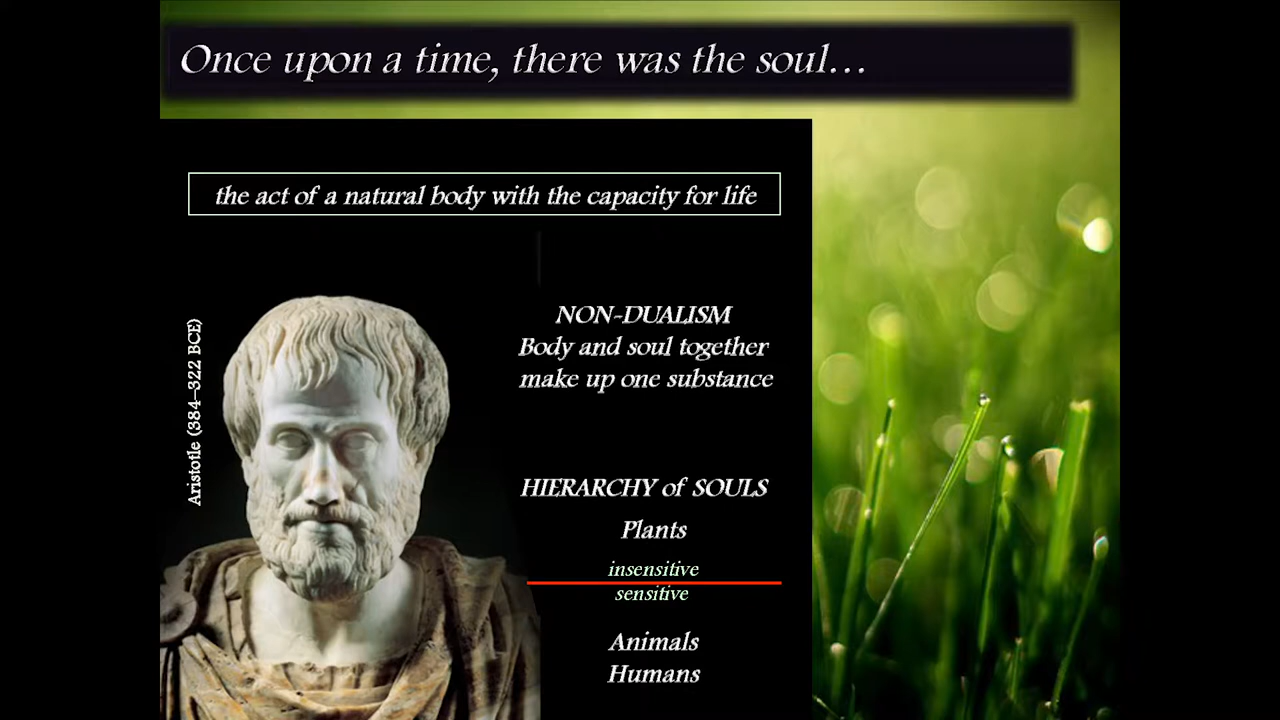 Once upon a time, there was the soul…
the act of a natural body with the capacity for life
Aristotle (384–322 BCE)
NON-DUALISM
Body and soul together
make up one substance
HIERARCHY of SOULS
Plants
insensitive
sensitive
Animals
Humans